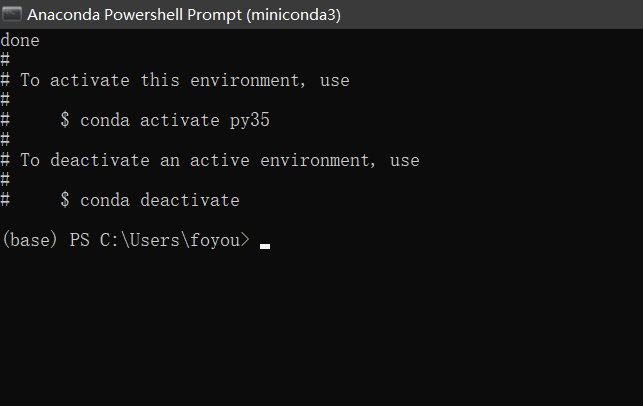 Anaconda Powershell Prompt (miniconda3)
done
#
# To activate this environment, use
#
#     $ conda activate py35
#
# To deactivate an active environment, use
#
#     $ conda deactivate
(base) PS C:\Users\foyou>